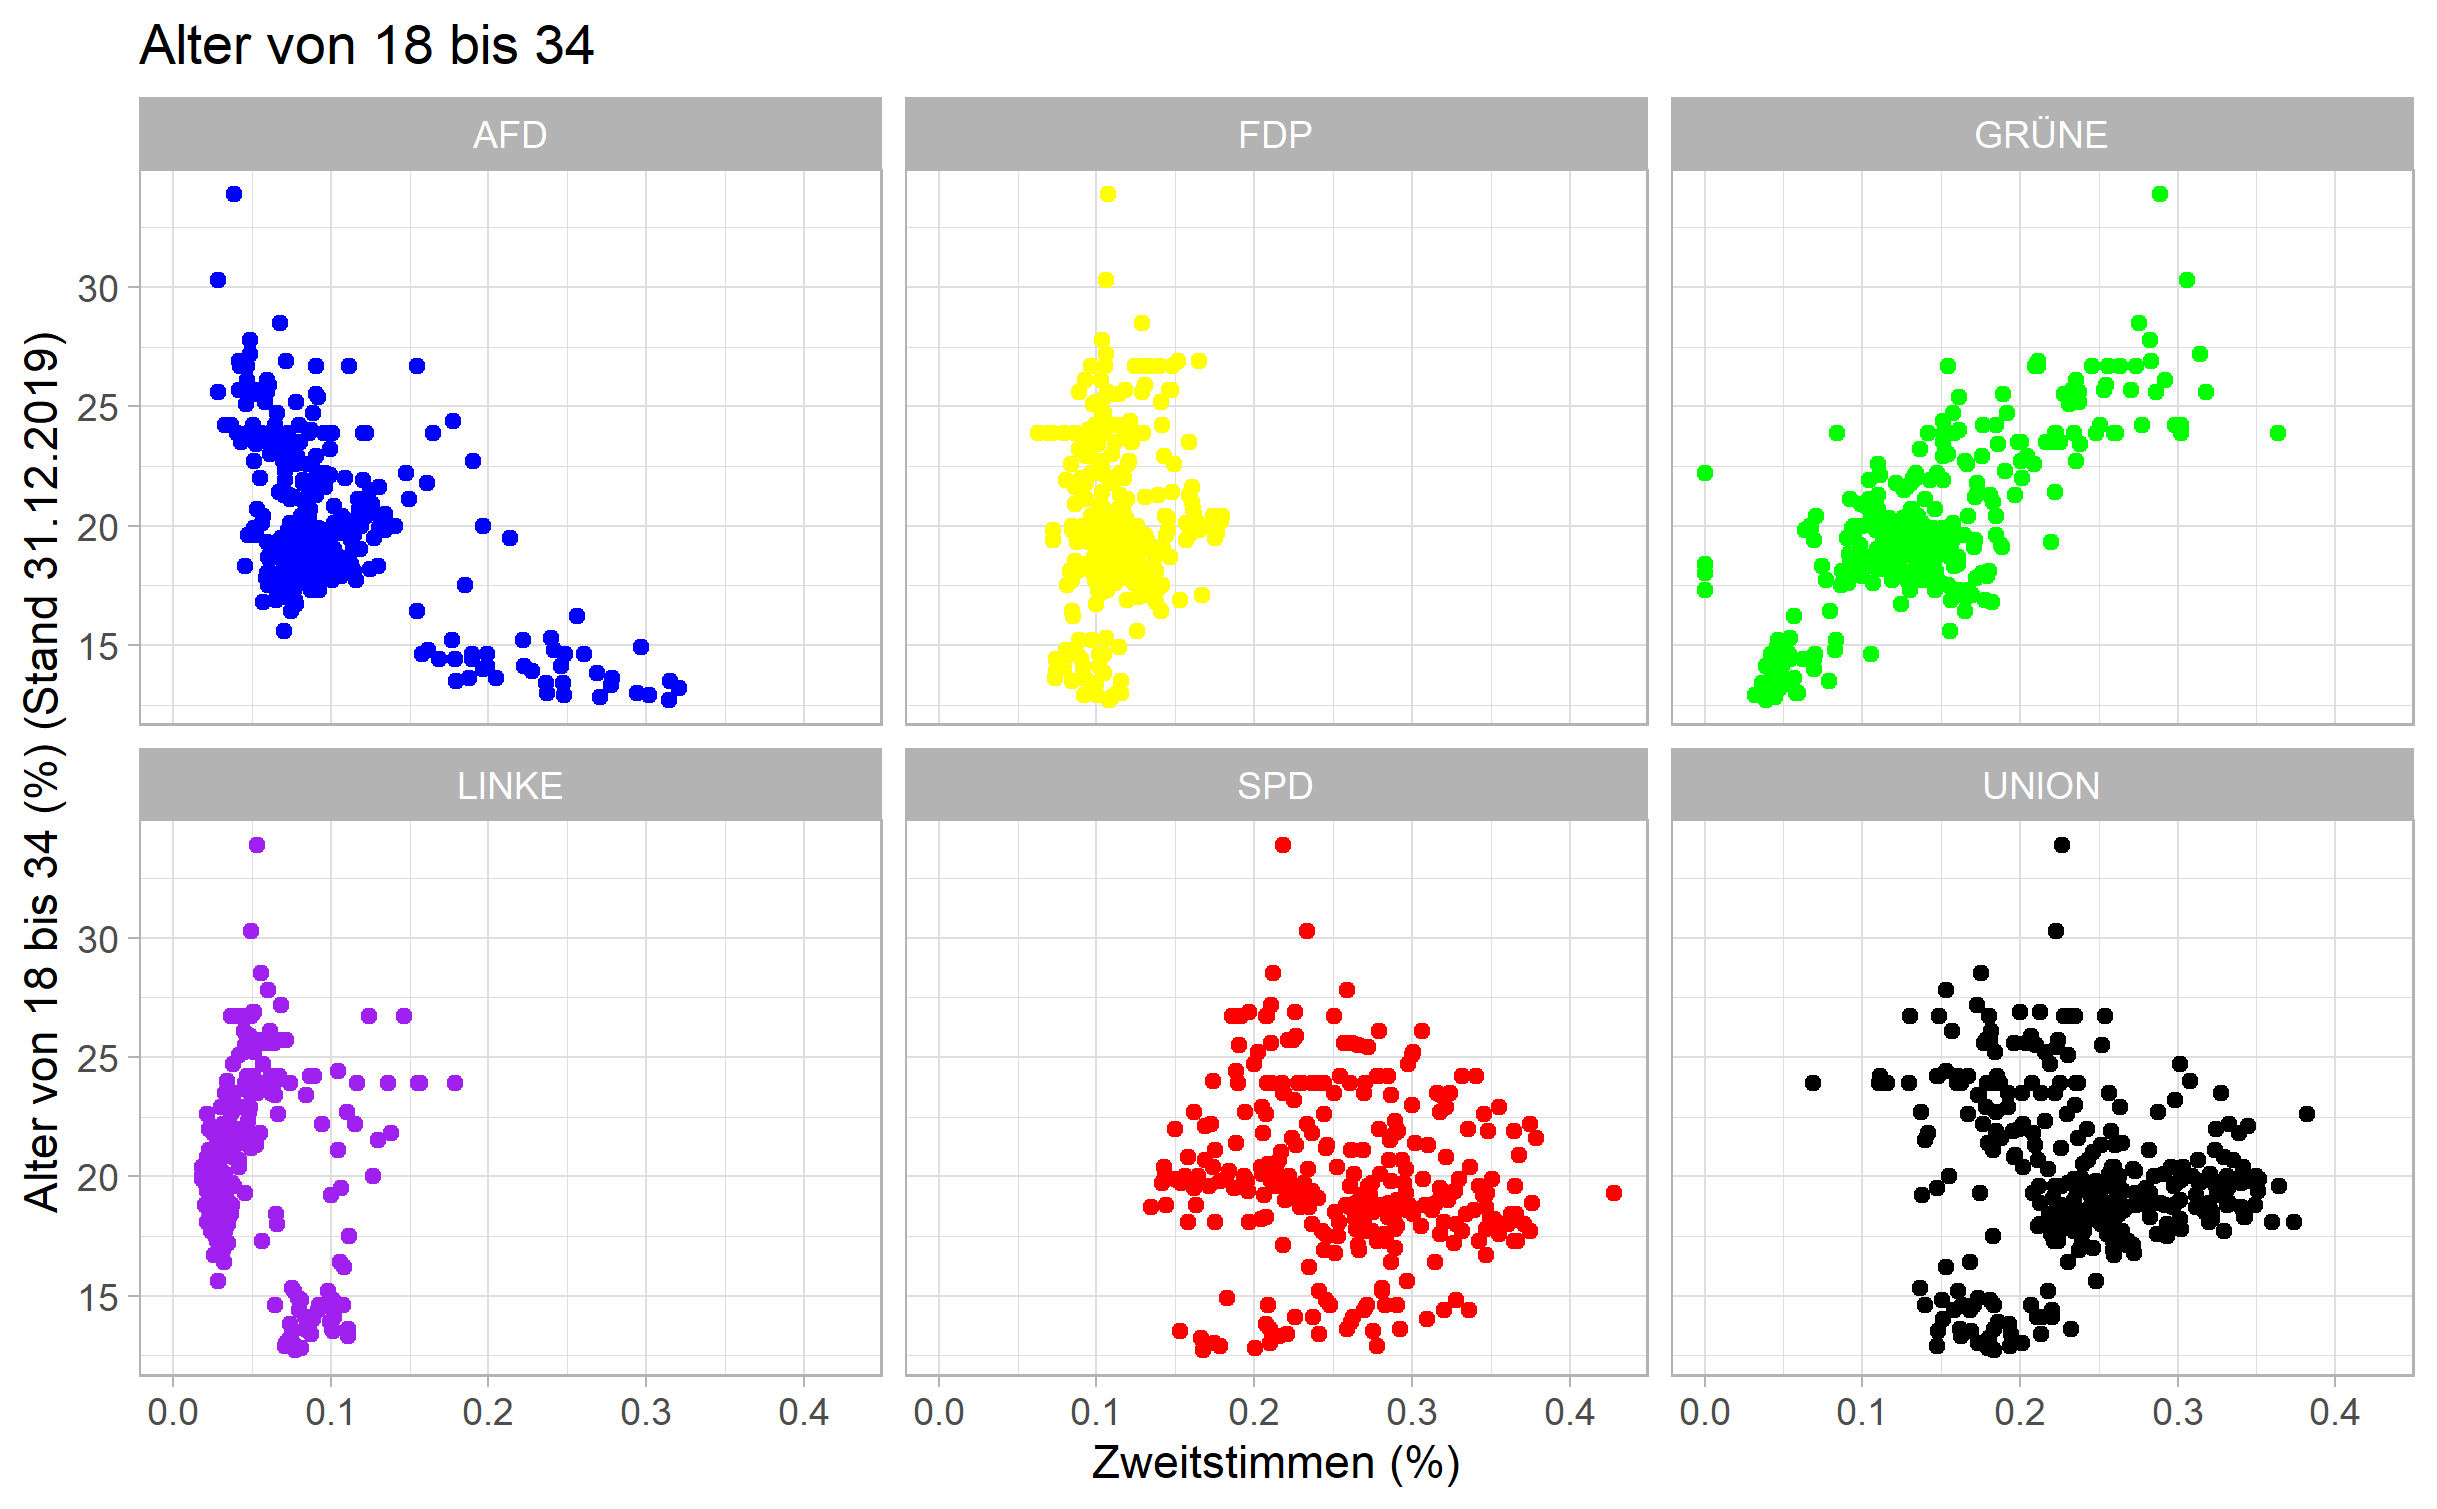 Alter von 18 bis 34
AFD
FDP
GRÜNE
30
25
20
15
Alter von 18 bis 34 (%) (Stand 31.12.2019)
LINKE
SPD
UNION
30
25
20
15
0.0 0.1 0.2 0.3 0.4
0.0 0.1 0.2 0.3 0.4
0.0 0.1 0.2 0.3 0.4
Zweitstimmen (%)